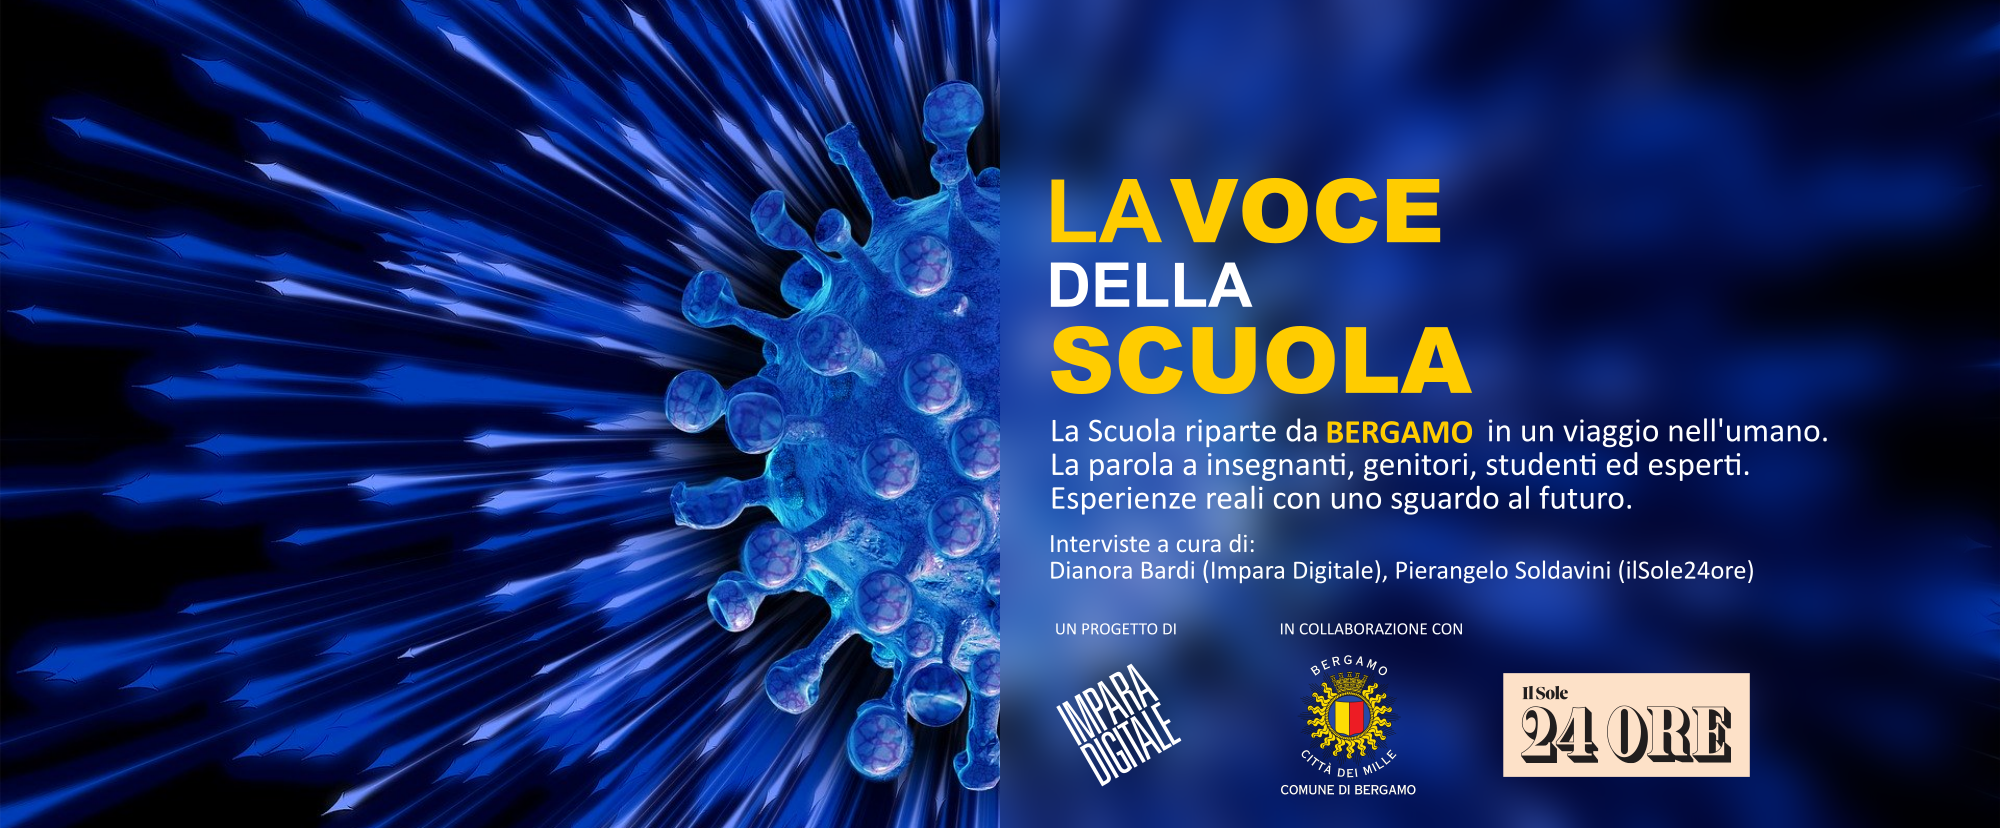 LA VOCE
DELLA
SCUOLA
La Scuola riparte da BERGAMO in un viaggio nell'umano.
La parola a insegnanti, genitori, studenti ed esperti.
Esperienze reali con uno sguardo al futuro.
Interviste a cura di:
Dianora Bardi (Impara Digitale), Pierangelo Soldavini (ilSole24ore)
UN PROGETTO DI
IN COLLABORAZIONE CON
IMPARA
DIGITALE
BERGAMO
CITTÀ DEI MILLE
COMUNE DI BERGAMO
Il Sole
24 ORE